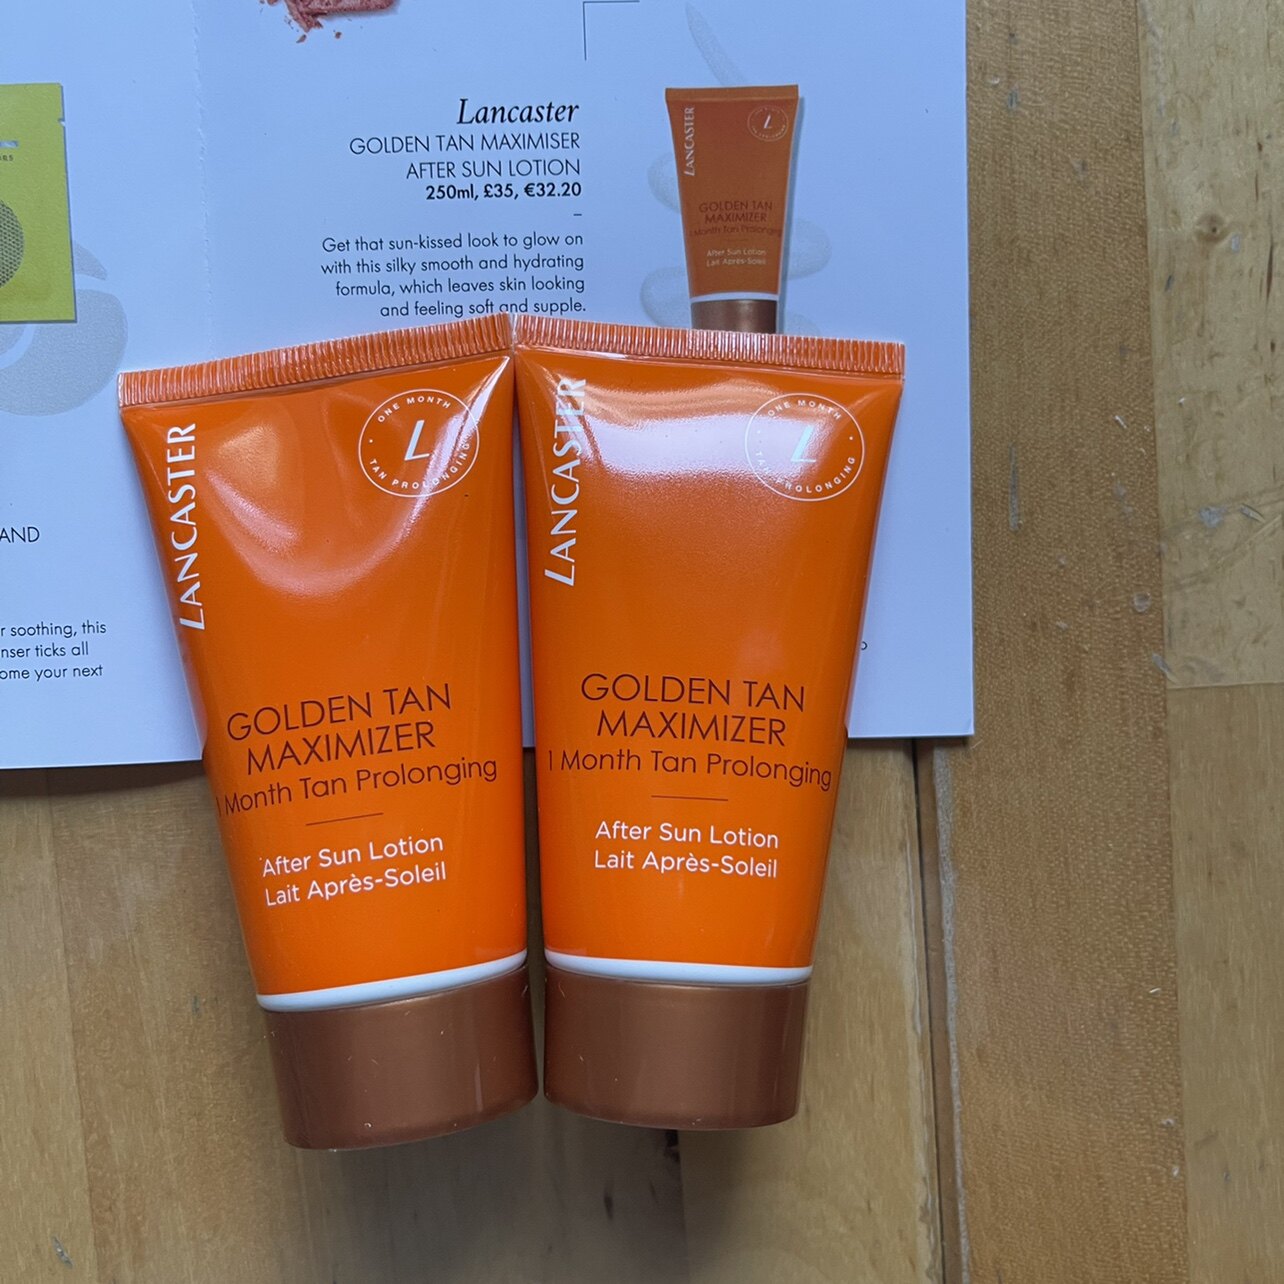 Lancaster
GOLDEN TAN MAXIMISER
AFTER SUN LOTION
250ml, £35, €32.20
–
Get that sun-kissed look to glow on
with this silky smooth and hydrating
formula, which leaves skin looking
and feeling soft and supple.
LANCASTER
L
GOLDEN TAN
MAXIMIZER
1 Month Tan Prolonging
After Sun Lotion
Lait Après-Soleil
AND
r soothing, this
nser ticks all
ome your next
LANCASTER
ONE MONTH
L
TAN PROLONGING
GOLDEN TAN
MAXIMIZER
1 Month Tan Prolonging
After Sun Lotion
Lait Après-Soleil
LANCASTER
ONE MONTH
L
TAN PROLONGING
GOLDEN TAN
MAXIMIZER
1 Month Tan Prolonging
After Sun Lotion
Lait Après-Soleil